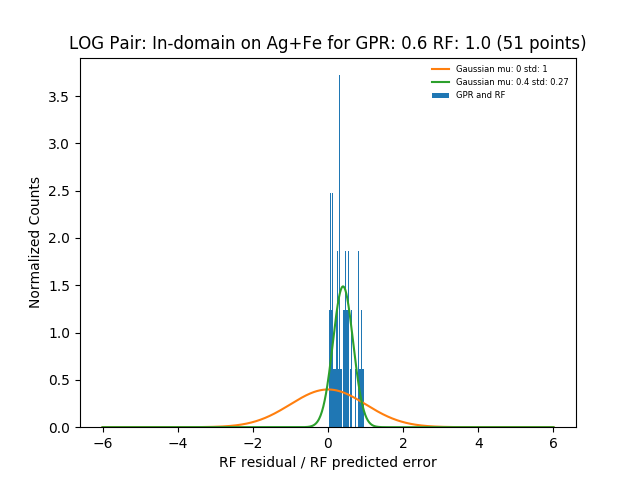 LOG Pair: In-domain on Ag+Fe for GPR: 0.6 RF: 1.0 (51 points)
Gaussian mu: 0 std: 1
Gaussian mu: 0.4 std: 0.27
GPR and RF
Normalized Counts
3.5
3.0
2.5
2.0
1.5
1.0
0.5
0.0
−6
−4
−2
0
2
4
6
RF residual / RF predicted error